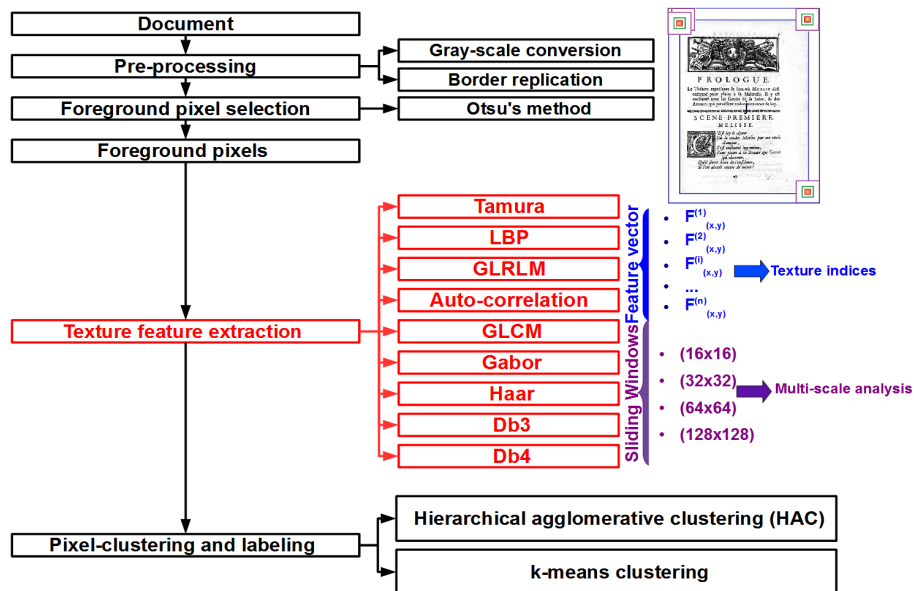 Document
Pre-processing
Gray-scale conversion
Border replication
Foreground pixel selection
Otsu's method
Foreground pixels
PROLOGUE
SCENE PREMIERE.
MELISSE.
Texture feature extraction
Tamura
LBP
GLRLM
Auto-correlation
GLCM
Gabor
Haar
Db3
Db4
Feature vector
• F(1)(x,y)
• F(2)(x,y)
• F(i)(x,y)
• ...
• F(n)(x,y)
Texture indices
Sliding Windows
• (16x16)
• (32x32)
• (64x64)
• (128x128)
Multi-scale analysis
Pixel-clustering and labeling
Hierarchical agglomerative clustering (HAC)
k-means clustering